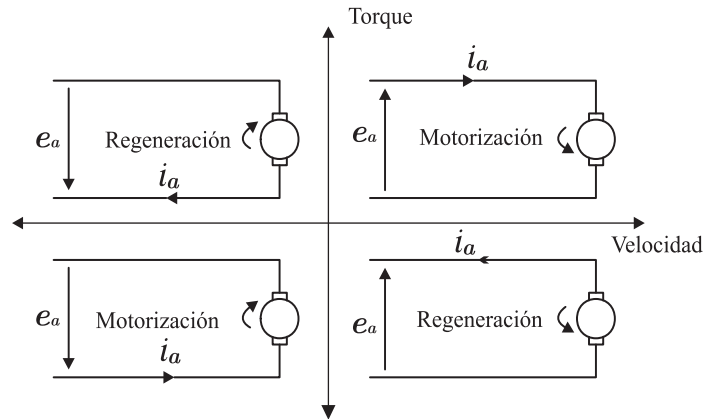 Torque
i_a
e_a
Regeneración
i_a
e_a
Motorización
Velocidad
e_a
Motorización
i_a
i_a
e_a
Regeneración